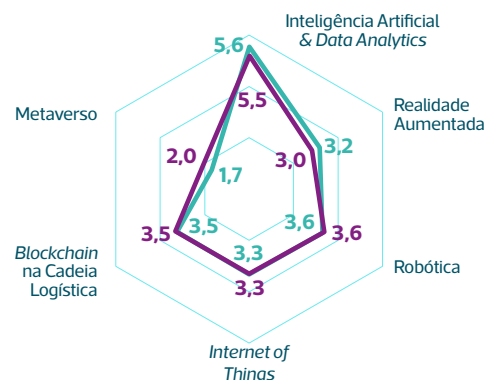 Inteligência Artificial
& Data Analytics
5,6
5,5
Metaverso
Realidade
Aumentada
2,0
3,0
3,2
1,7
3,5
3,5
3,6
3,6
Blockchain
na Cadeia
Logística
3,3
3,3
Robótica
Internet of
Things